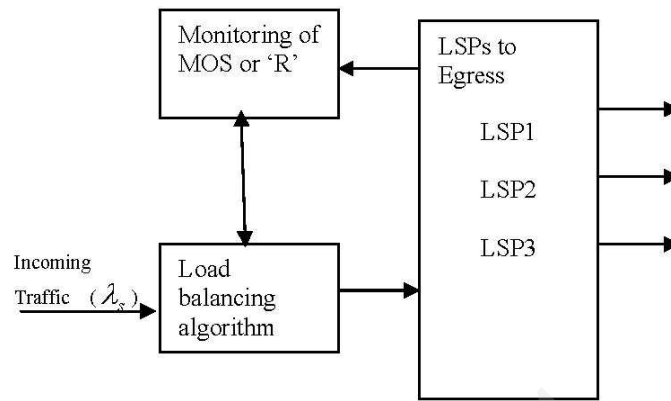 Monitoring of
MOS or ‘R’
LSPs to
Egress
LSP1
LSP2
LSP3
Incoming
Traffic (λₛ)
Load
balancing
algorithm